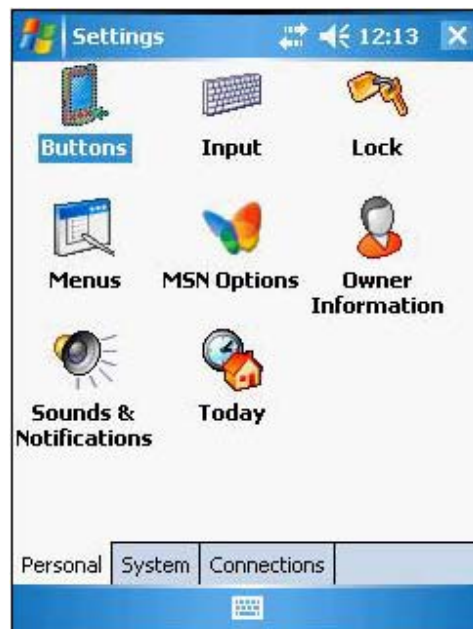 Settings 12:13
Buttons Input Lock
Menus MSN Options Owner
Information
Sounds & Today
Notifications
Personal System Connections